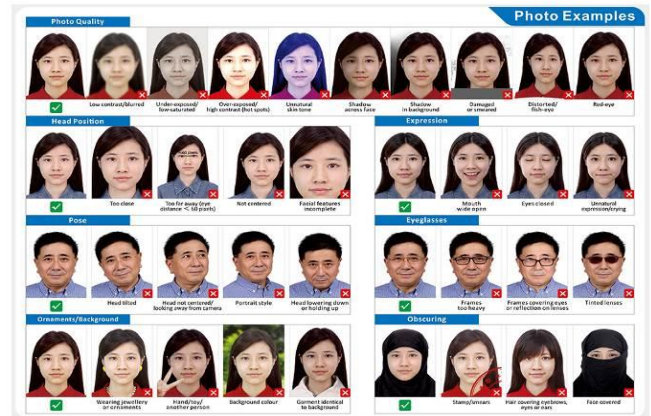 Photo Examples
Photo Quality
Low contrast/blurred
Under-exposed/
low-saturated
Over-exposed/
high contrast (hot spots)
Unnatural
skin tone
Shadow
across face
Shadow
in background
Damaged
or smeared
Distorted/
fish-eye
Red-eye
Head Position
Too close
Too far away (eye
distance < 60 pixels)
Not centered
Facial features
incomplete
Expression
Mouth
wide open
Eyes closed
Unnatural
expression/crying
Pose
Head tilted
Head not centered/
looking away from camera
Portrait style
Head lowering down
or holding up
Eyeglasses
Frames
too heavy
Frames covering eyes
or reflection on lenses
Tinted lenses
Ornaments/Background
Wearing jewellery
or ornaments
Hand/toy/
another person
Background colour
Garment identical
to background
Obscuring
Stamp/smears
Hair covering eyebrows,
eyes or ears
Face covered